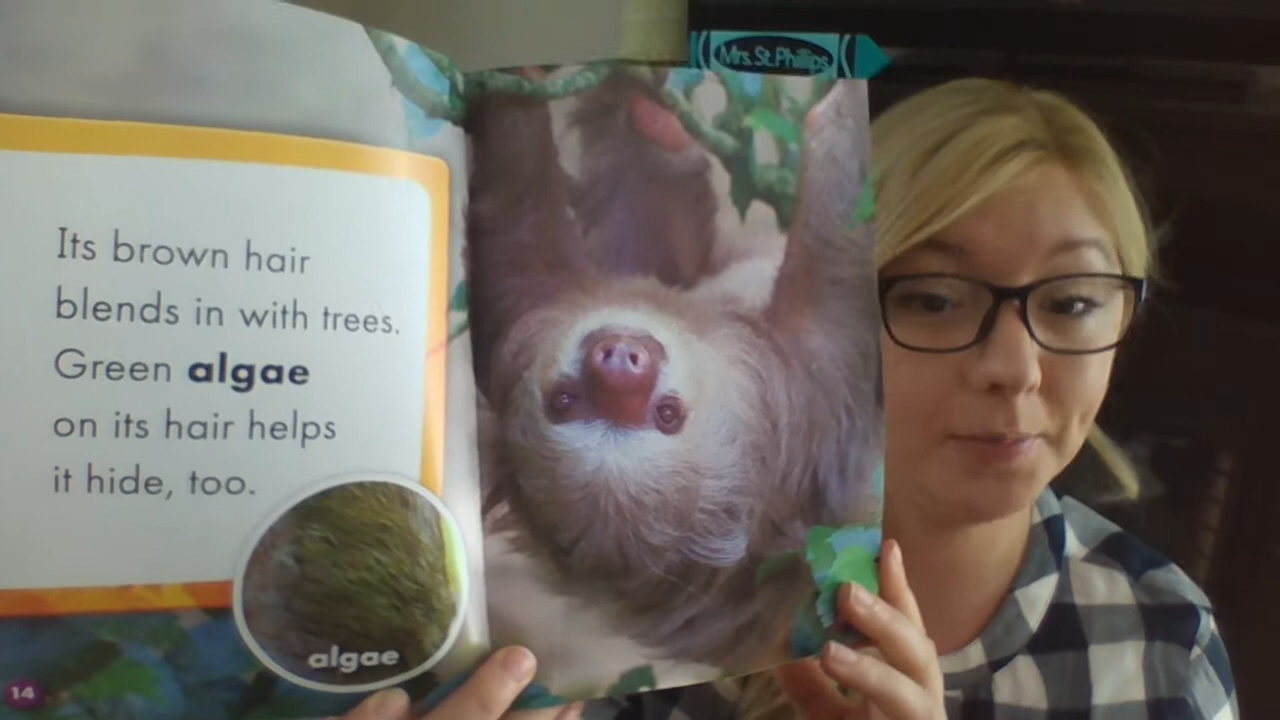 Mrs. St. Phillips
Its brown hair
blends in with trees.
Green algae
on its hair helps
it hide, too.
algae
14